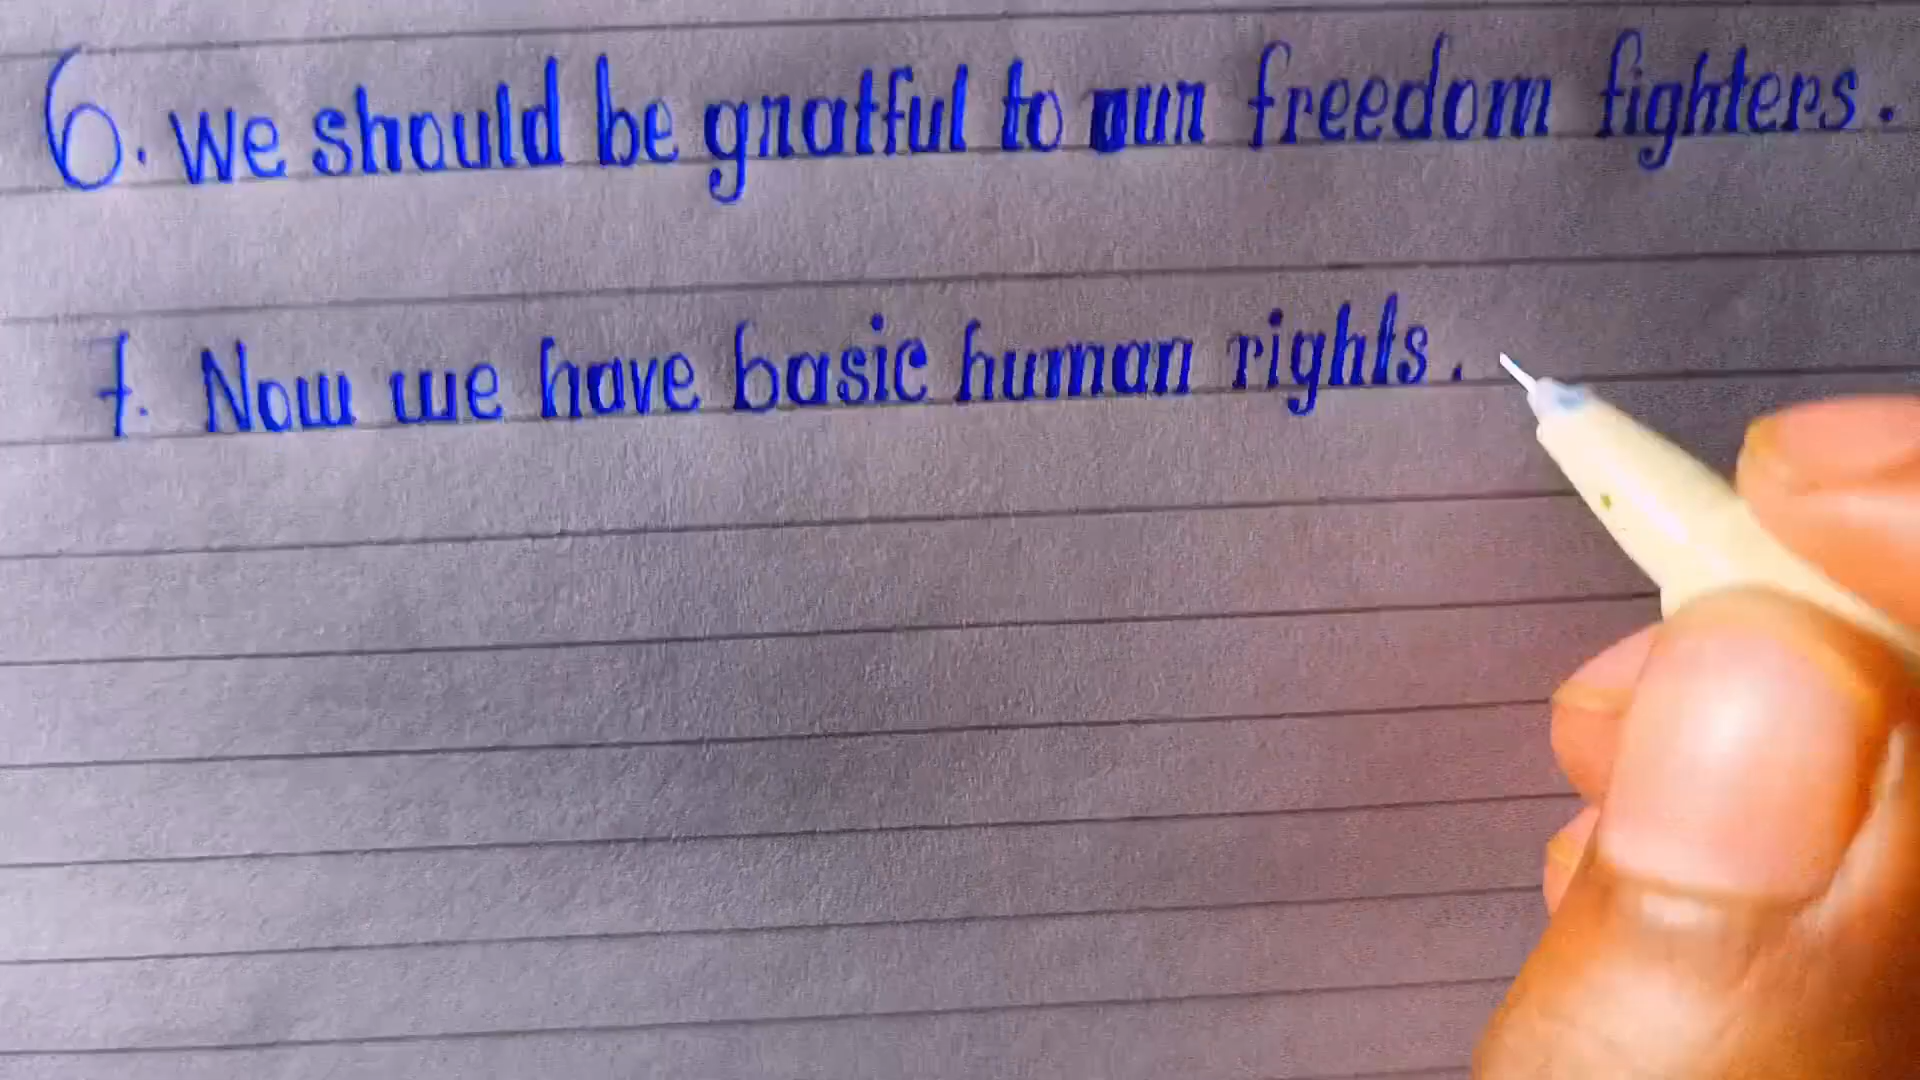 6. We should be gratful to our freedom fighters.
7. Now we have basic human rights.